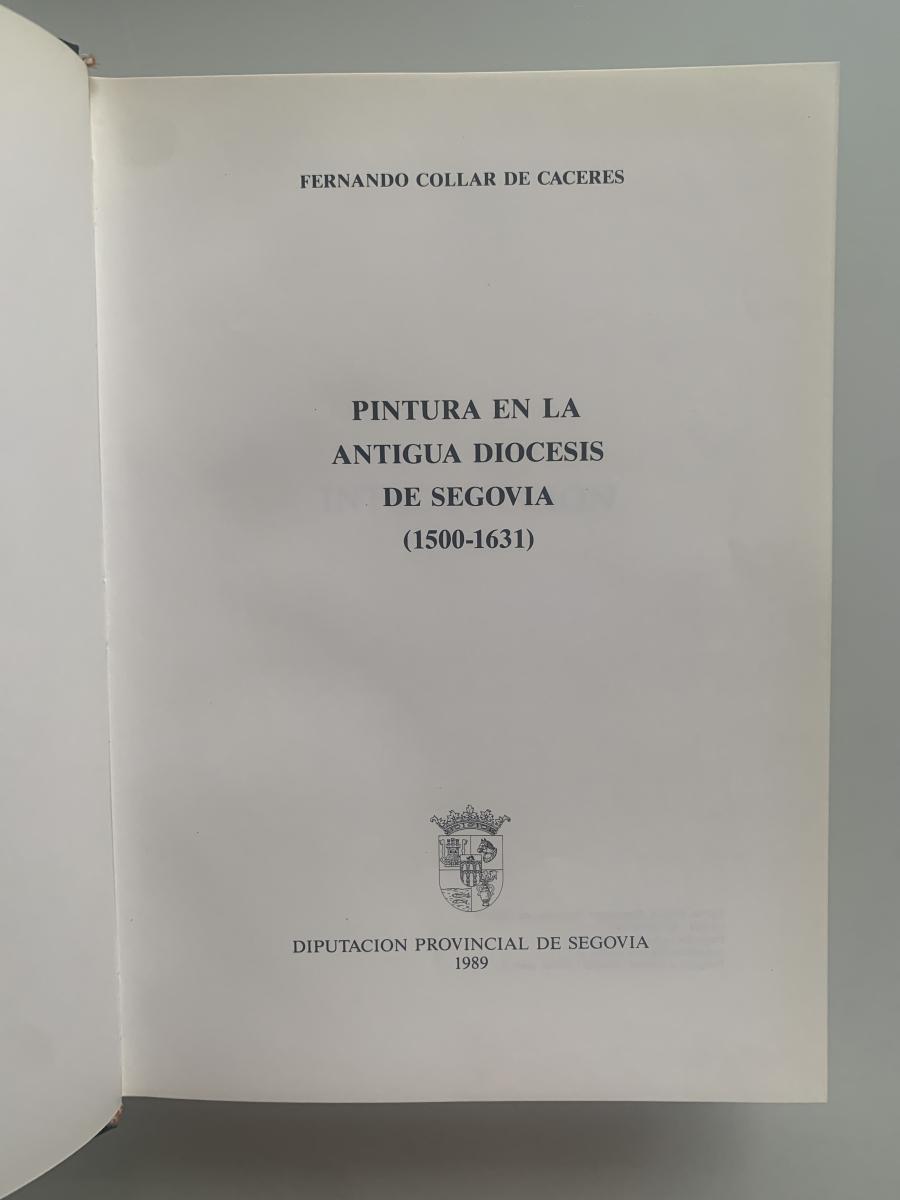 FERNANDO COLLAR DE CACERES
PINTURA EN LA
ANTIGUA DIOCESIS
DE SEGOVIA
(1500-1631)
DIPUTACION PROVINCIAL DE SEGOVIA
1989